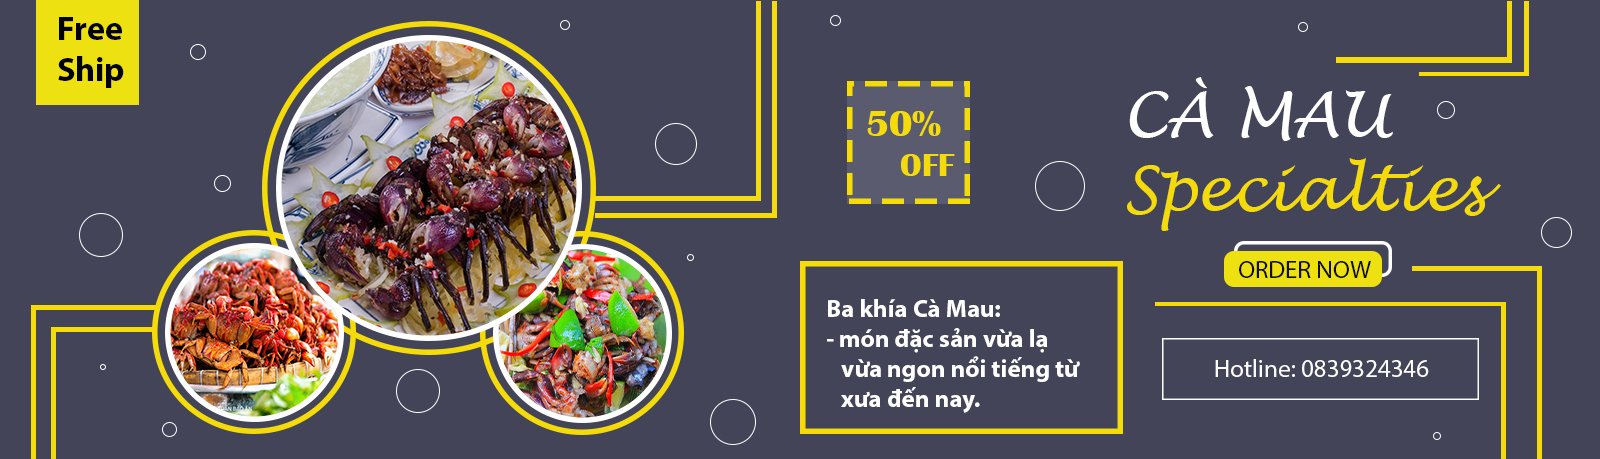 Free
Ship
50%
OFF
CÀ MAU
Specialties
ORDER NOW
Ba khía Cà Mau:
- món đặc sản vừa lạ
vừa ngon nổi tiếng từ
xưa đến nay.
Hotline: 0839324346